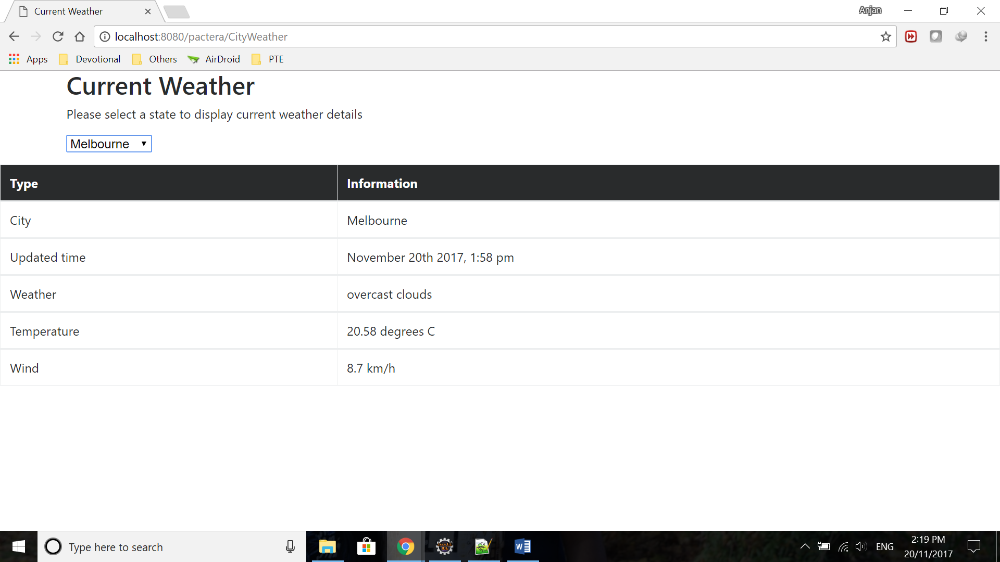 Current Weather
Anjan
localhost:8080/pactera/CityWeather
Apps Devotional Others AirDroid PTE
Current Weather
Please select a state to display current weather details
Melbourne
Type Information
City Melbourne
Updated time November 20th 2017, 1:58 pm
Weather overcast clouds
Temperature 20.58 degrees C
Wind 8.7 km/h
Type here to search
Java EE
IDE
W
ENG
2:19 PM
20/11/2017